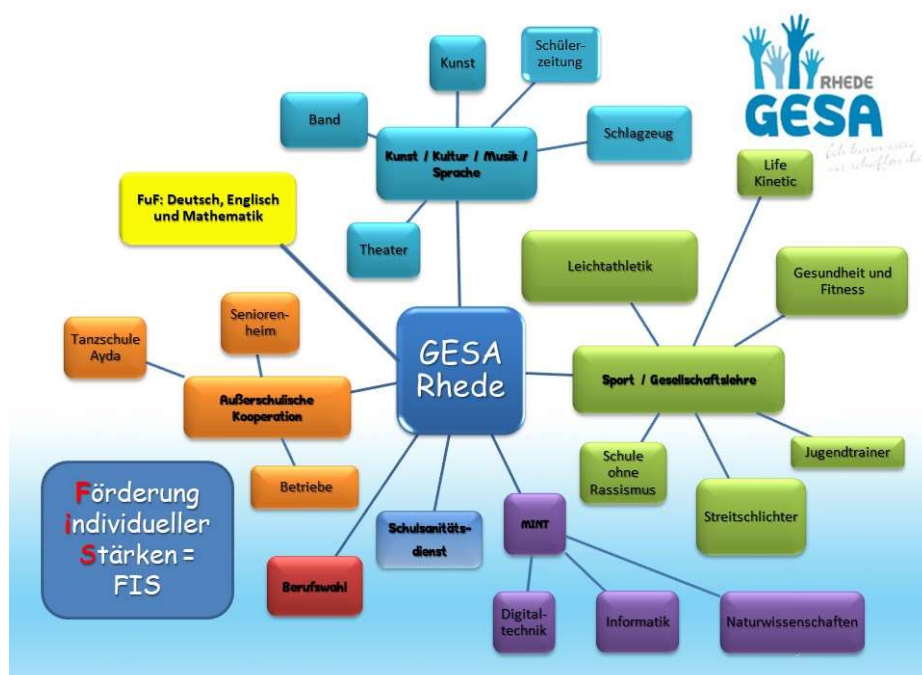 Kunst
Schüler-
zeitung
Band
Kunst / Kultur / Musik /
Sprache
Schlagzeug
Theater
RHEDE
GESA
FuF: Deutsch, Englisch
und Mathematik
Life
Kinetic
Leichtathletik
Gesundheit und
Fitness
Sport / Gesellschaftslehre
Schule
ohne
Rassismus
Streitschlichter
Jugendtrainer
GESA
Rhede
Senioren-
heim
Tanzschule
Ayda
Außerschulische
Kooperation
Betriebe
Förderung
individueller
Stärken =
FIS
Berufswahl
Schulsanitäts-
dienst
MINT
Digital-
technik
Informatik
Naturwissenschaften